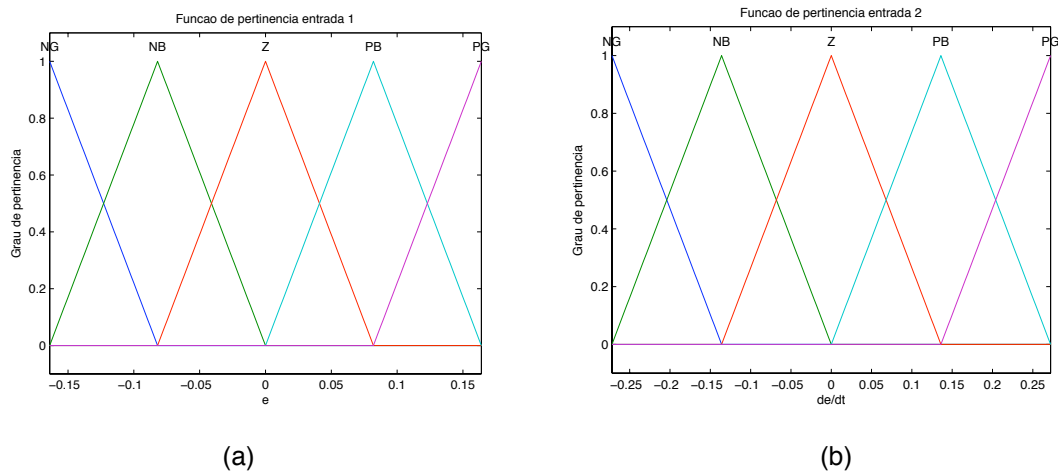 Funcao de pertinencia entrada 1
NG NB Z PB PG
1
0.8
0.6
0.4
0.2
0
Grau de pertinencia
−0.15 −0.1 −0.05 0 0.05 0.1 0.15
e
(a)
Funcao de pertinencia entrada 2
NG NB Z PB PG
1
0.8
0.6
0.4
0.2
0
Grau de pertinencia
−0.25 −0.2 −0.15 −0.1 −0.05 0 0.05 0.1 0.15 0.2 0.25
de/dt
(b)